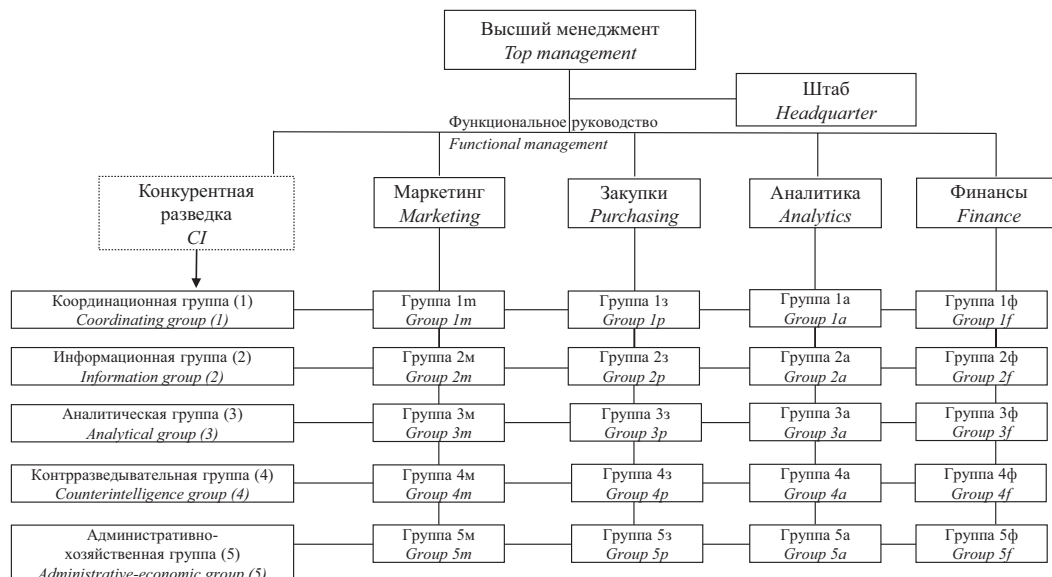 Высший менеджмент
Top management
Штаб
Headquarter
Функциональное руководство
Functional management
Конкурентная
разведка
CI
Маркетинг
Marketing
Закупки
Purchasing
Аналитика
Analytics
Финансы
Finance
Координационная группа (1)
Coordinating group (1)
Группа 1m
Group 1m
Группа 1з
Group 1p
Группа 1а
Group 1a
Группа 1ф
Group 1f
Информационная группа (2)
Information group (2)
Группа 2м
Group 2m
Группа 2з
Group 2p
Группа 2а
Group 2a
Группа 2ф
Group 2f
Аналитическая группа (3)
Analytical group (3)
Группа 3м
Group 3m
Группа 3з
Group 3p
Группа 3а
Group 3a
Группа 3ф
Group 3f
Контрразведывательная группа (4)
Counterintelligence group (4)
Группа 4м
Group 4m
Группа 4з
Group 4p
Группа 4а
Group 4a
Группа 4ф
Group 4f
Административно-
хозяйственная группа (5)
Administrative-economic group (5)
Группа 5м
Group 5m
Группа 5з
Group 5p
Группа 5а
Group 5a
Группа 5ф
Group 5f